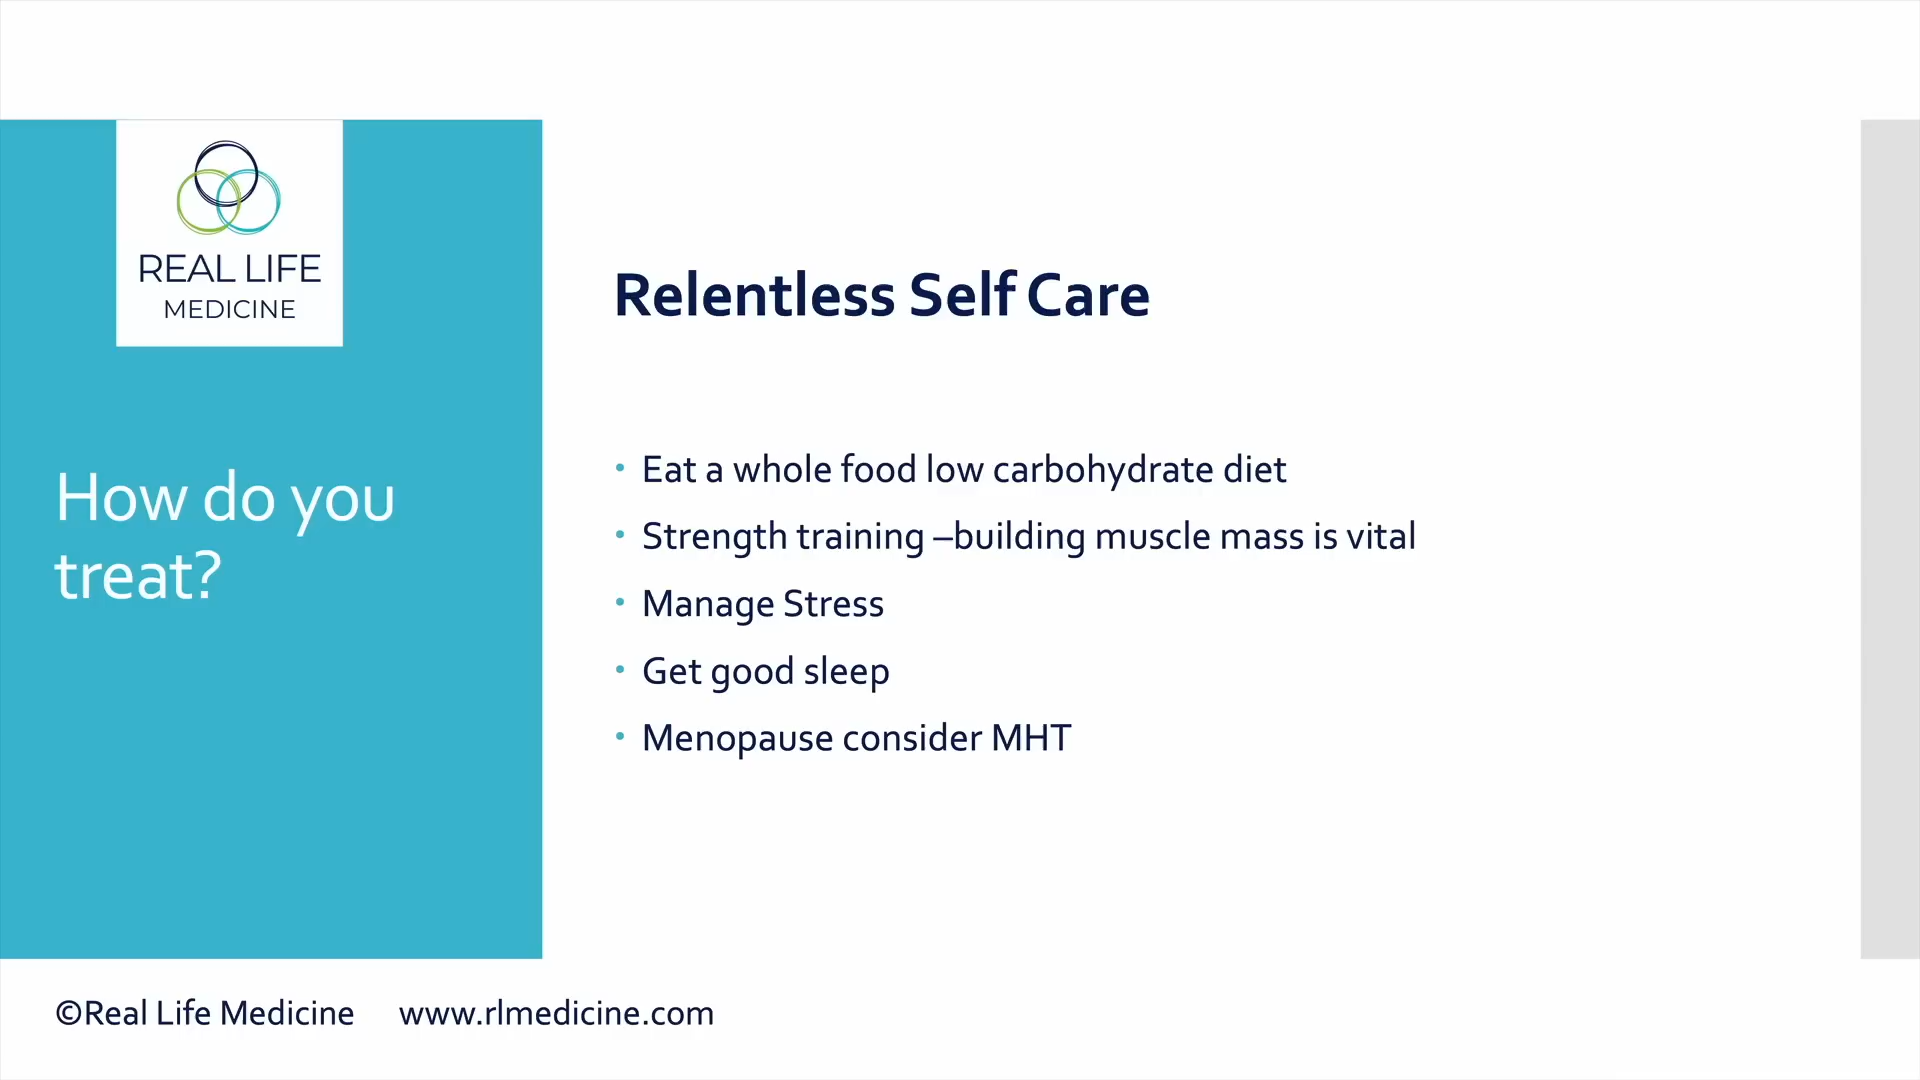 REAL LIFE
MEDICINE
How do you
treat?
Relentless Self Care
• Eat a whole food low carbohydrate diet
• Strength training –building muscle mass is vital
• Manage Stress
• Get good sleep
• Menopause consider MHT
©Real Life Medicine www.rlmedicine.com